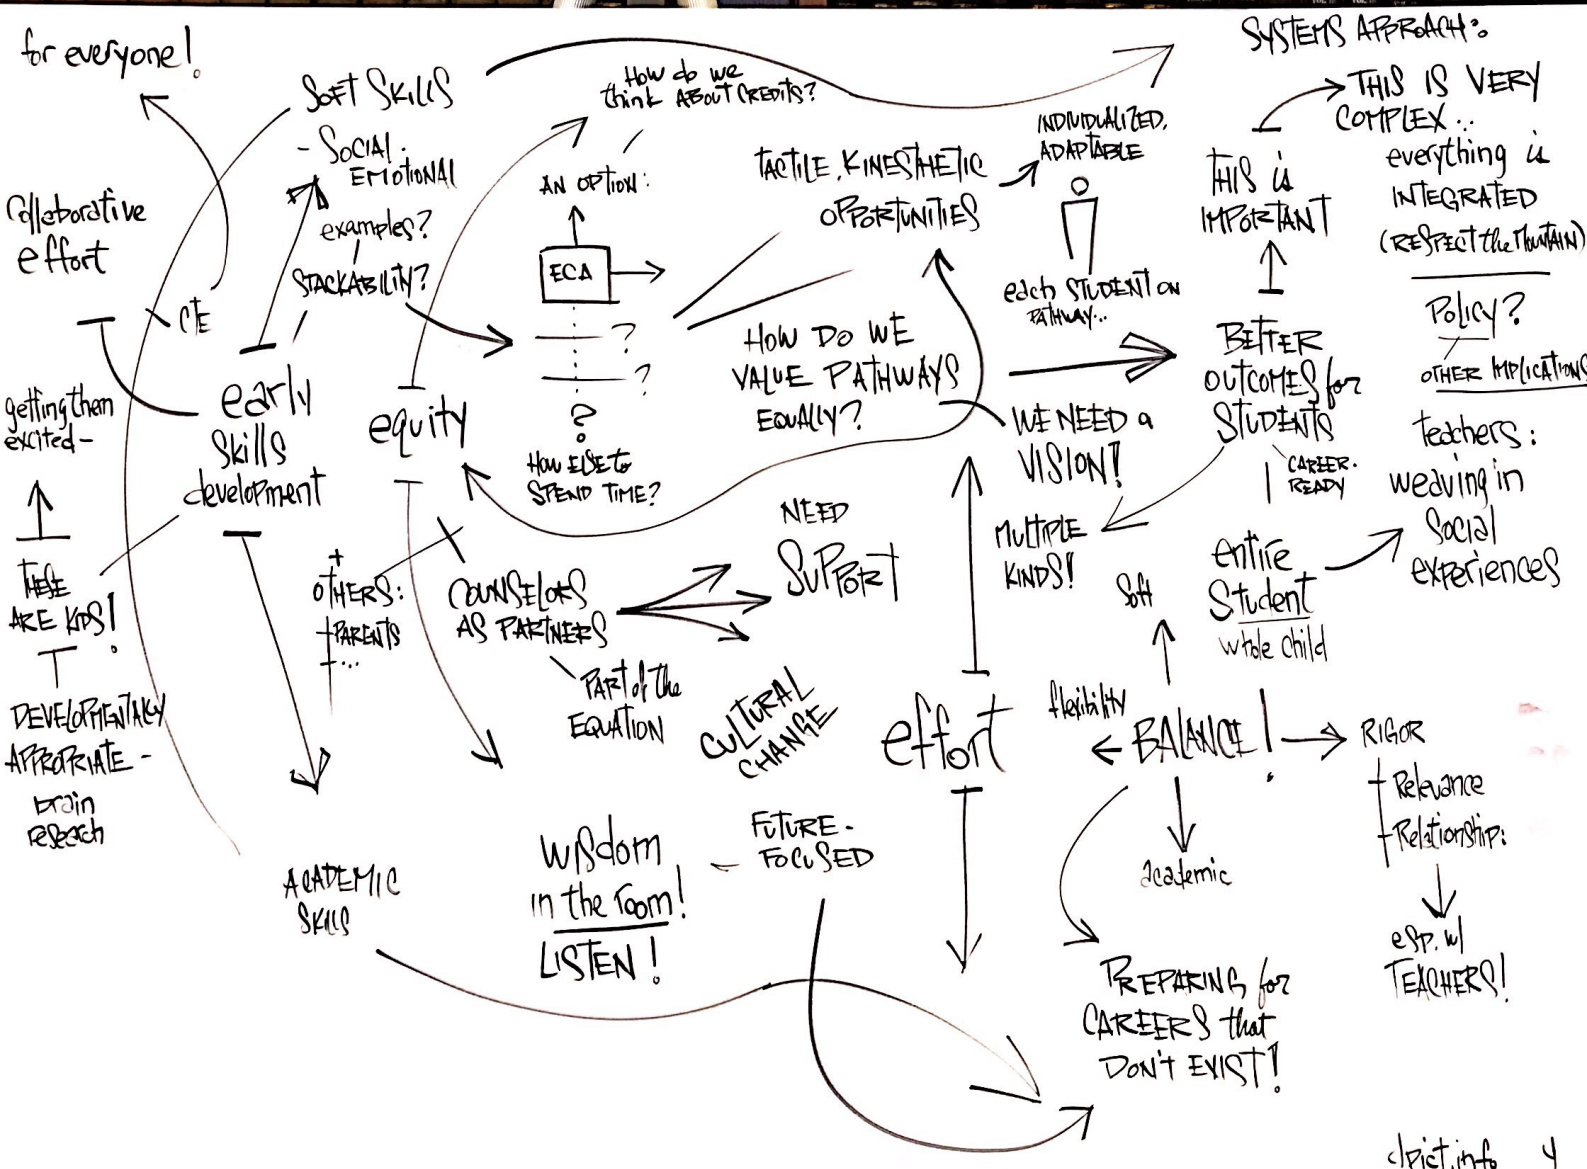 for everyone!
SOFT SKILLS
- SOCIAL.
EMOTIONAL
examples?
STACKABILITY?
Collaborative
effort
CTE
early
skills
development
getting them
excited-
THESE
ARE KIDS!
DEVELOPMENTALLY
APPROPRIATE-
brain
research
ACADEMIC
SKILLS
equity
How do we
think ABOUT CREDITS?
AN OPTION:
ECA
?
?
?
HOW ELSE to
SPEND TIME?
+
OTHERS:
+PARENTS
+...
COUNSELORS
AS PARTNERS
PART of the
EQUATION
NEED
SUPPORT
CULTURAL
CHANGE
wisdom
in the room!
LISTEN!
- FUTURE-
FOCUSED
TACTILE, KINESTHETIC
OPPORTUNITIES
INDIVIDUALIZED,
ADAPTABLE
each STUDENT ON
PATHWAY...
HOW DO WE
VALUE PATHWAYS
EQUALLY?
WE NEED a
VISION!
MULTIPLE
KINDS!
effort
SYSTEMS APPROACH:
THIS IS VERY
COMPLEX...
everything is
INTEGRATED
(RESPECT the MOUNTAIN)
THIS is
IMPORTANT
BETTER
OUTCOMES for
STUDENTS
CAREER-
READY
POLICY?
OTHER IMPLICATIONS
teachers:
weaving in
social
experiences
entire
Student
whole child
Soft
flexibility
BALANCE!
academic
RIGOR
+ Relevance
+ Relationship:
esp. w/
TEACHERS!
PREPARING for
CAREERS that
DON'T EXIST!
dpict.info 4